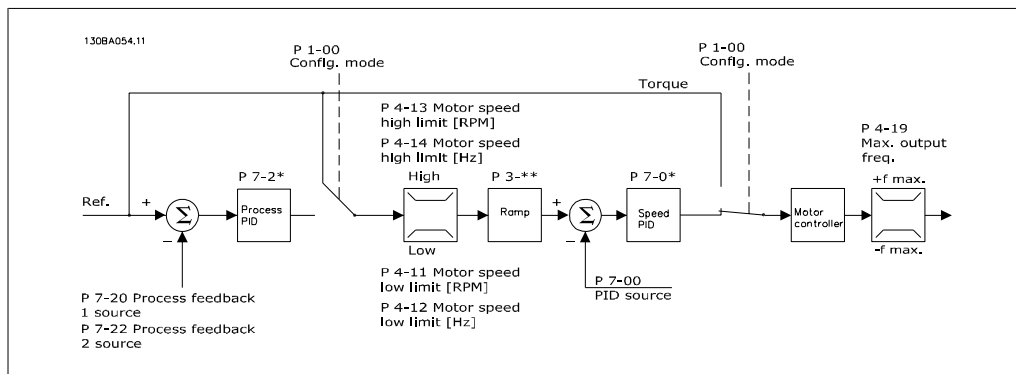 130BA054.11
P 1-00
Config. mode
P 1-00
Config. mode
Torque
P 4-13 Motor speed
high limit [RPM]
P 4-14 Motor speed
high limit [Hz]
P 4-19
Max. output
freq.
P 7-2*
High
P 3-**
P 7-0*
+f max.
Ref.
+
Σ
Process
PID
Ramp
+
Σ
Speed
PID
Motor
controller
_
Low
_
-f max.
P 7-20 Process feedback
1 source
P 7-22 Process feedback
2 source
P 4-11 Motor speed
low limit [RPM]
P 4-12 Motor speed
low limit [Hz]
P 7-00
PID source